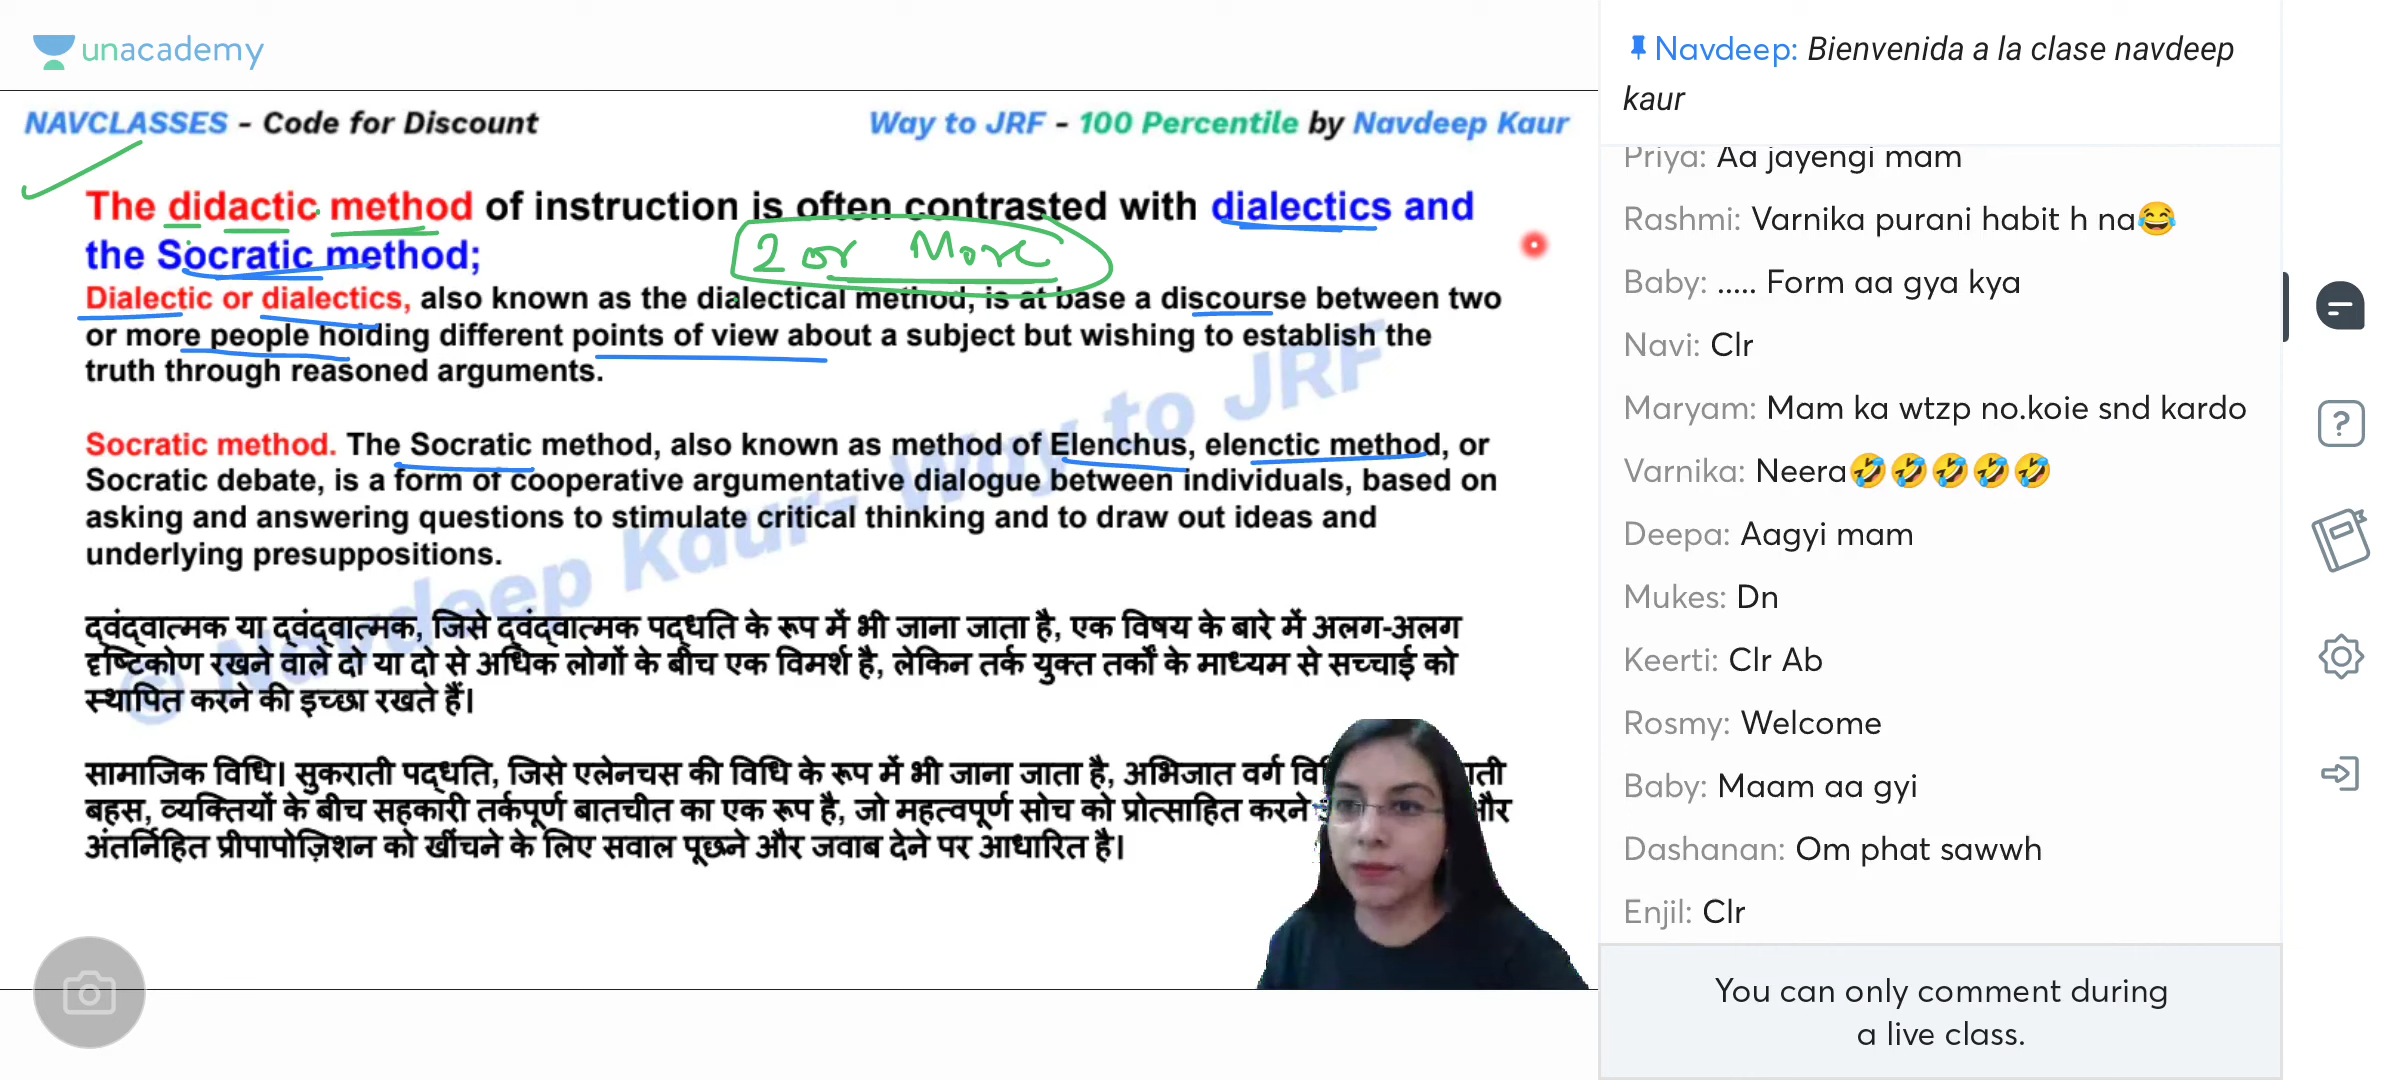 unacademy
NAVCLASSES - Code for Discount
Way to JRF - 100 Percentile by Navdeep Kaur
The didactic method of instruction is often contrasted with dialectics and
the Socratic method;
2 or More
Dialectic or dialectics, also known as the dialectical method, is at base a discourse between two
or more people holding different points of view about a subject but wishing to establish the
truth through reasoned arguments.
Socratic method. The Socratic method, also known as method of Elenchus, elenctic method, or
Socratic debate, is a form of cooperative argumentative dialogue between individuals, based on
asking and answering questions to stimulate critical thinking and to draw out ideas and
underlying presuppositions.
द्वंद्वात्मक या द्वंद्वात्मक, जिसे द्वंद्वात्मक पद्धति के रूप में भी जाना जाता है, एक विषय के बारे में अलग-अलग
दृष्टिकोण रखने वाले दो या दो से अधिक लोगों के बीच एक विमर्श है, लेकिन तर्क युक्त तर्कों के माध्यम से सच्चाई को
स्थापित करने की इच्छा रखते हैं।
सामाजिक विधि। सुकराती पद्धति, जिसे एलेनचस की विधि के रूप में भी जाना जाता है, अभिजात वर्ग
बहस, व्यक्तियों के बीच सहकारी तर्कपूर्ण बातचीत का एक रूप है, जो महत्वपूर्ण सोच को प्रोत्साहित करने और
अंतर्निहित प्रीपापोज़िशन को खींचने के लिए सवाल पूछने और जवाब देने पर आधारित है।
© Navdeep Kaur- Way to JRF
Navdeep: Bienvenida a la clase navdeep
kaur
Priya: Aa jayengi mam
Rashmi: Varnika purani habit h na😂
Baby: ..... Form aa gya kya
Navi: Clr
Maryam: Mam ka wtzp no.koie snd kardo
Varnika: Neera🤣🤣🤣🤣🤣
Deepa: Aagyi mam
Mukes: Dn
Keerti: Clr Ab
Rosmy: Welcome
Baby: Maam aa gyi
Dashanan: Om phat sawwh
Enjil: Clr
You can only comment during
a live class.